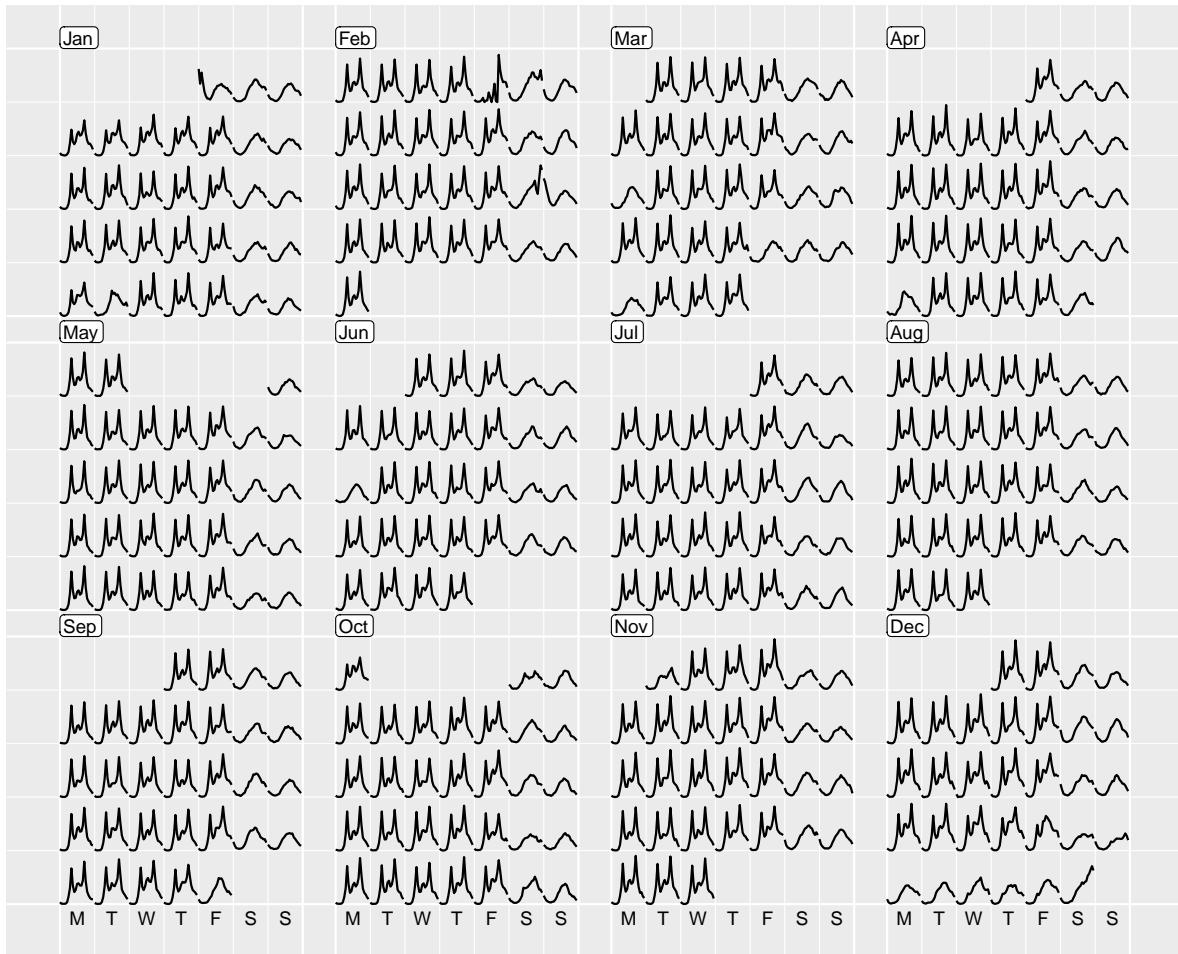 Jan Feb Mar Apr
May Jun Jul Aug
Sep Oct Nov Dec
M T W T F S S M T W T F S S M T W T F S S M T W T F S S